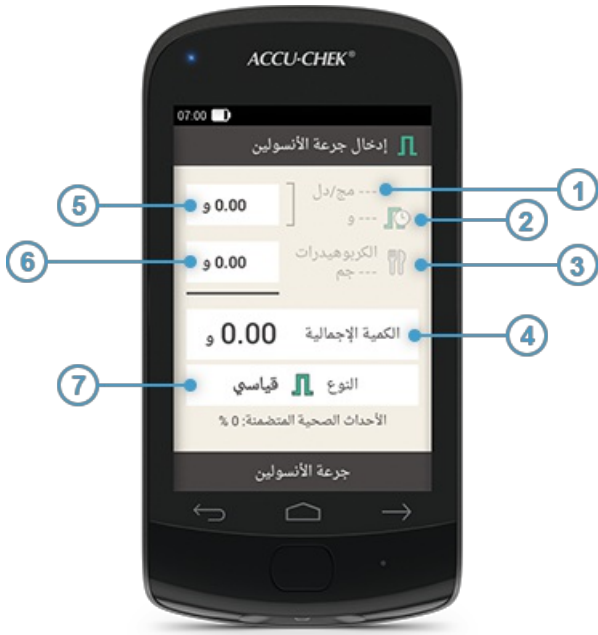 ACCU-CHEK®
07:00
إدخال جرعة الأنسولين
--- مج/دل
--- و
0.00 و
الكربوهيدرات
--- جم
0.00 و
الكمية الإجمالية 0.00 و
النوع قياسي
الأحداث الصحية المتضمنة: 0 %
جرعة الأنسولين
1
2
3
4
5
6
7